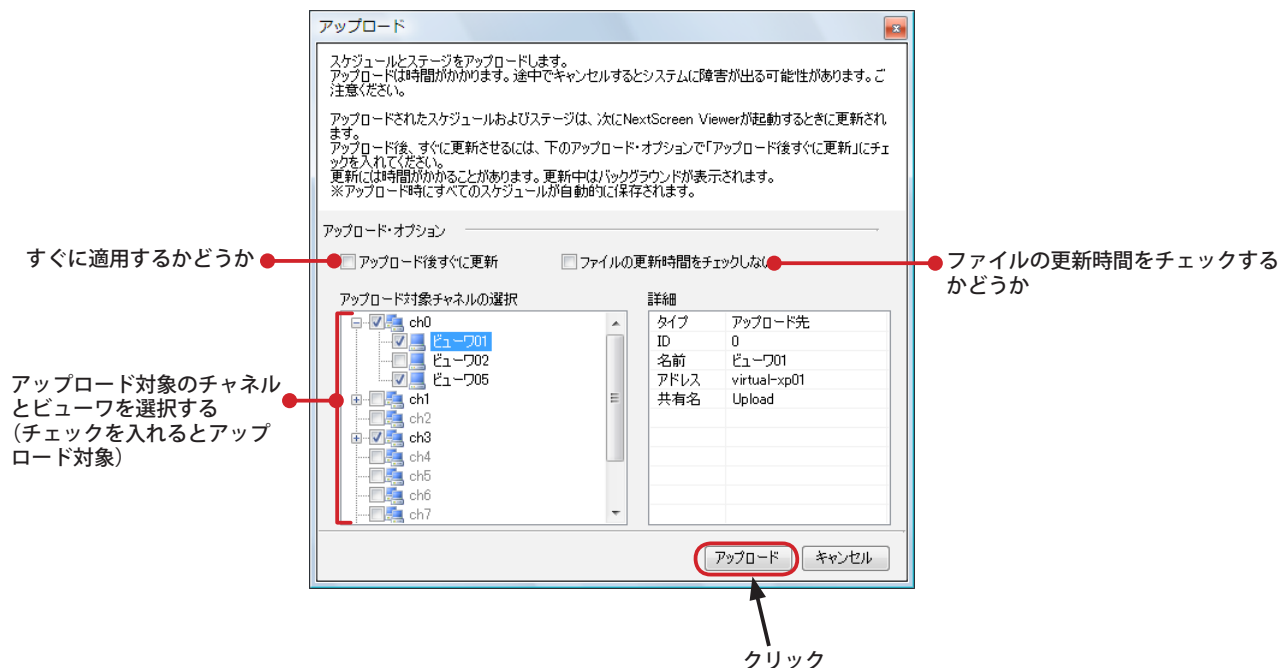 アップロード
スケジュールとステージをアップロードします。
アップロードは時間がかかります。途中でキャンセルするとシステムに障害が出る可能性があります。ご
注意ください。
アップロードされたスケジュールおよびステージは、次にNextScreen Viewerが起動するときに更新され
ます。
アップロード後、すぐに更新させるには、下のアップロード・オプションで「アップロード後すぐに更新」にチェ
ックを入れてください。
更新には時間がかかることがあります。更新中はバックグラウンドが表示されます。
※アップロード時にすべてのスケジュールが自動的に保存されます。
アップロード・オプション
すぐに適用するかどうか
アップロード後すぐに更新
ファイルの更新時間をチェックしない
ファイルの更新時間をチェックする
かどうか
アップロード対象チャネルの選択
ch0
ビューワ01
ビューワ02
ビューワ05
ch1
ch2
ch3
ch4
ch5
ch6
ch7
アップロード対象のチャネル
とビューワを選択する
（チェックを入れるとアップ
ロード対象）
詳細
タイプ アップロード先
ID 0
名前 ビューワ01
アドレス virtual-xp01
共有名 Upload
アップロード
キャンセル
クリック